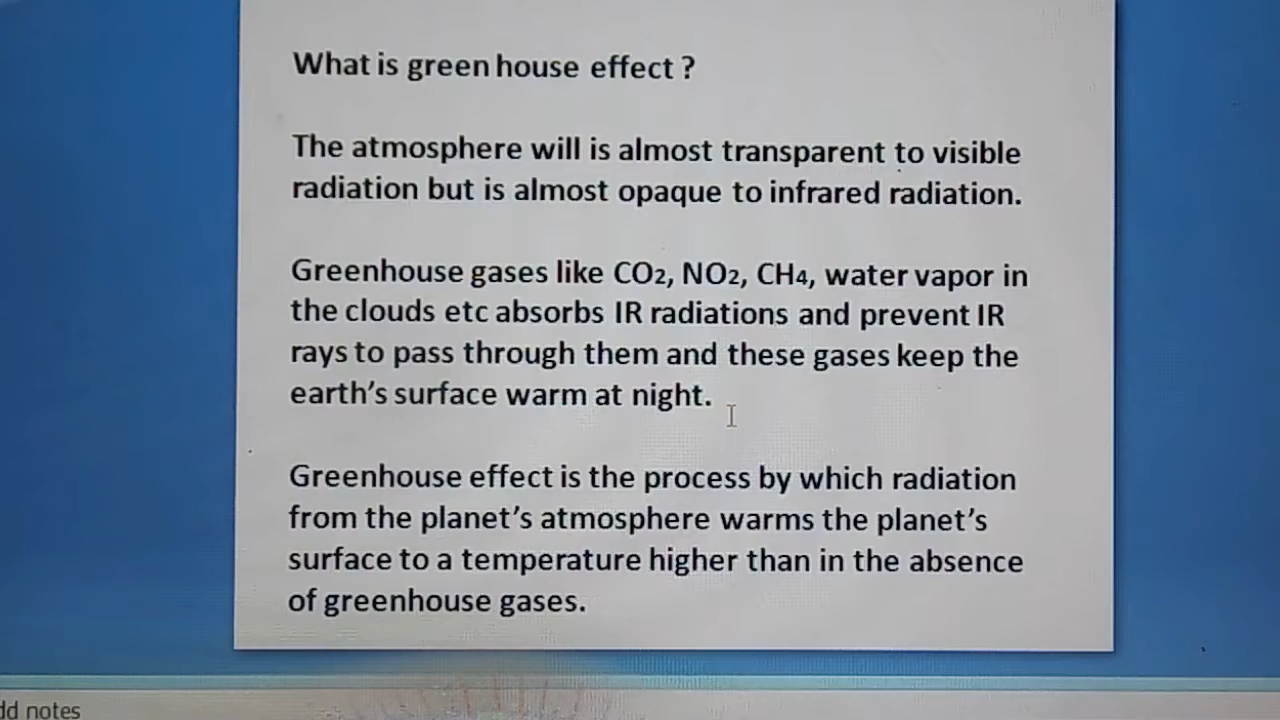 What is green house effect ?
The atmosphere will is almost transparent to visible
radiation but is almost opaque to infrared radiation.
Greenhouse gases like CO2, NO2, CH4, water vapor in
the clouds etc absorbs IR radiations and prevent IR
rays to pass through them and these gases keep the
earth's surface warm at night.
Greenhouse effect is the process by which radiation
from the planet's atmosphere warms the planet's
surface to a temperature higher than in the absence
of greenhouse gases.
notes